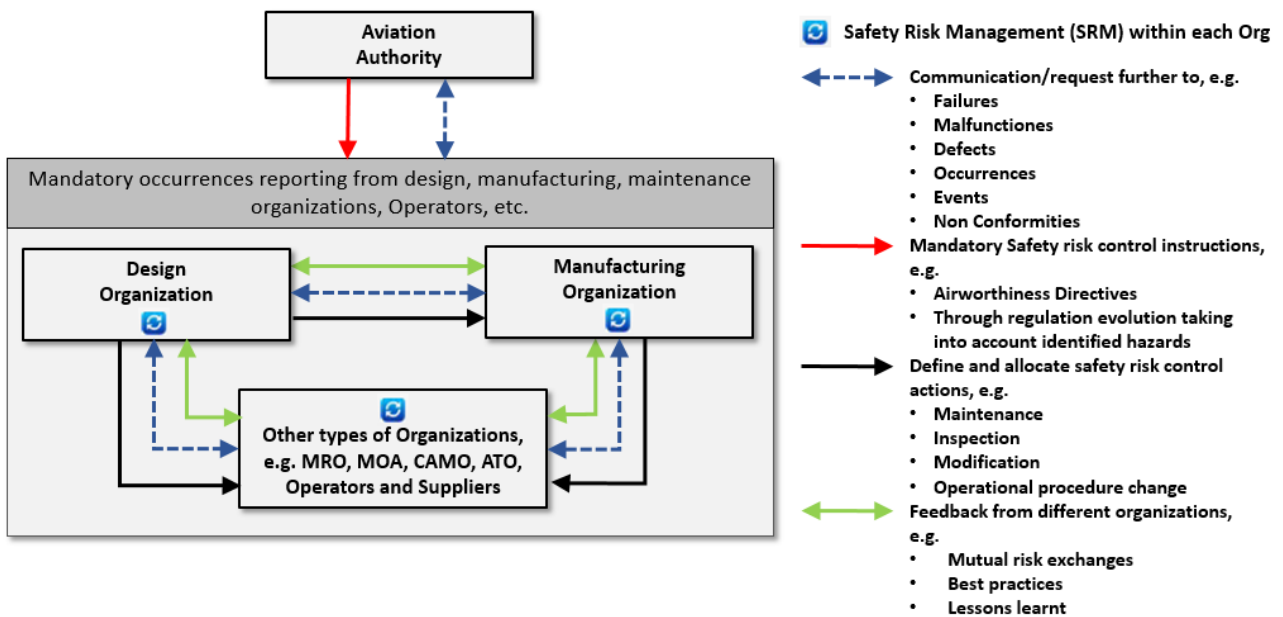 Aviation
Authority
Mandatory occurrences reporting from design, manufacturing, maintenance
organizations, Operators, etc.
Design
Organization
Manufacturing
Organization
Other types of Organizations,
e.g. MRO, MOA, CAMO, ATO,
Operators and Suppliers
Safety Risk Management (SRM) within each Org
Communication/request further to, e.g.
• Failures
• Malfunctiones
• Defects
• Occurrences
• Events
• Non Conformities
Mandatory Safety risk control instructions,
e.g.
• Airworthiness Directives
• Through regulation evolution taking
into account identified hazards
Define and allocate safety risk control
actions, e.g.
• Maintenance
• Inspection
• Modification
• Operational procedure change
Feedback from different organizations,
e.g.
• Mutual risk exchanges
• Best practices
• Lessons learnt